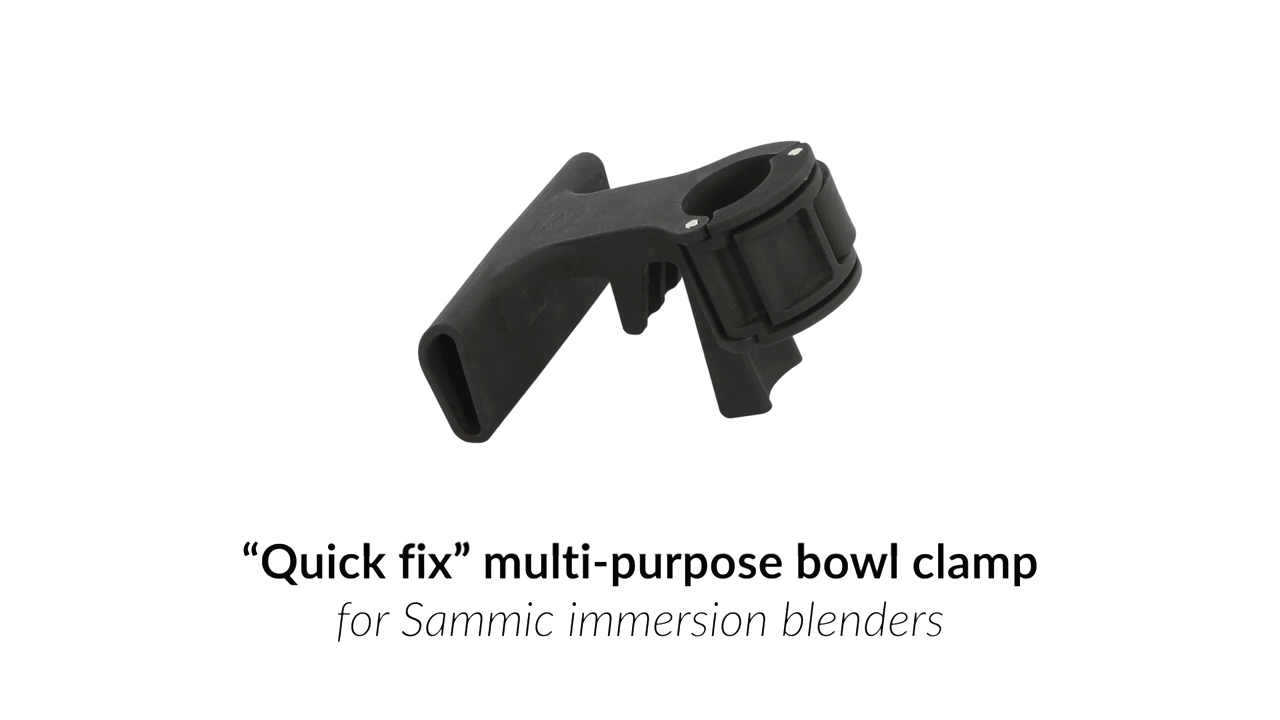 “Quick fix” multi-purpose bowl clamp
for Sammic immersion blenders